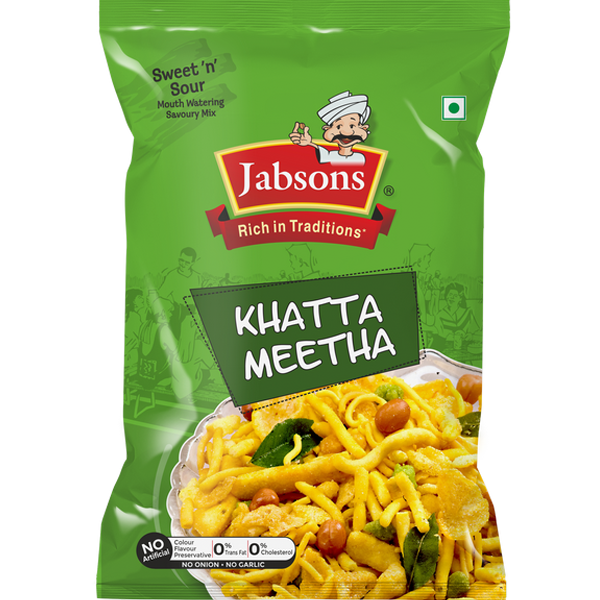 Sweet 'n'
Sour
Mouth Watering
Savoury Mix
Jabsons®
Rich in Traditions*
KHATTA
MEETHA
NO
Artificial
Colour
Flavour
Preservative
0%
Trans Fat
0%
Cholesterol
NO ONION • NO GARLIC